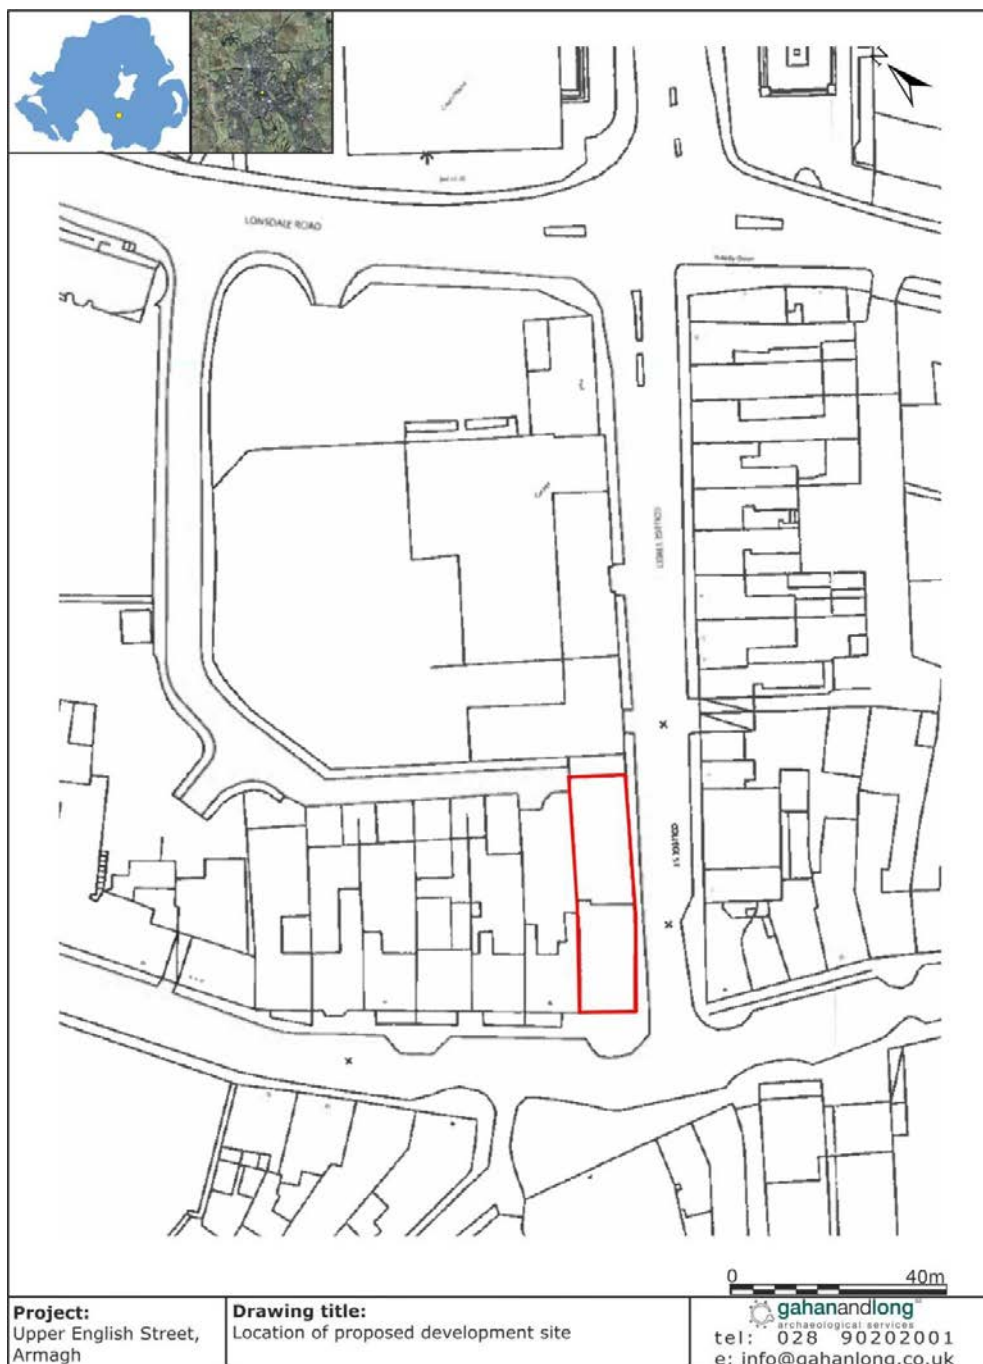 LONSDALE ROAD
COLLEGE STREET
COLLEGE ST
0 40m
Project:
Upper English Street,
Armagh
Drawing title:
Location of proposed development site
gahanandlong
archaeological services
tel: 028 90202001
e: info@gahanlong.co.uk